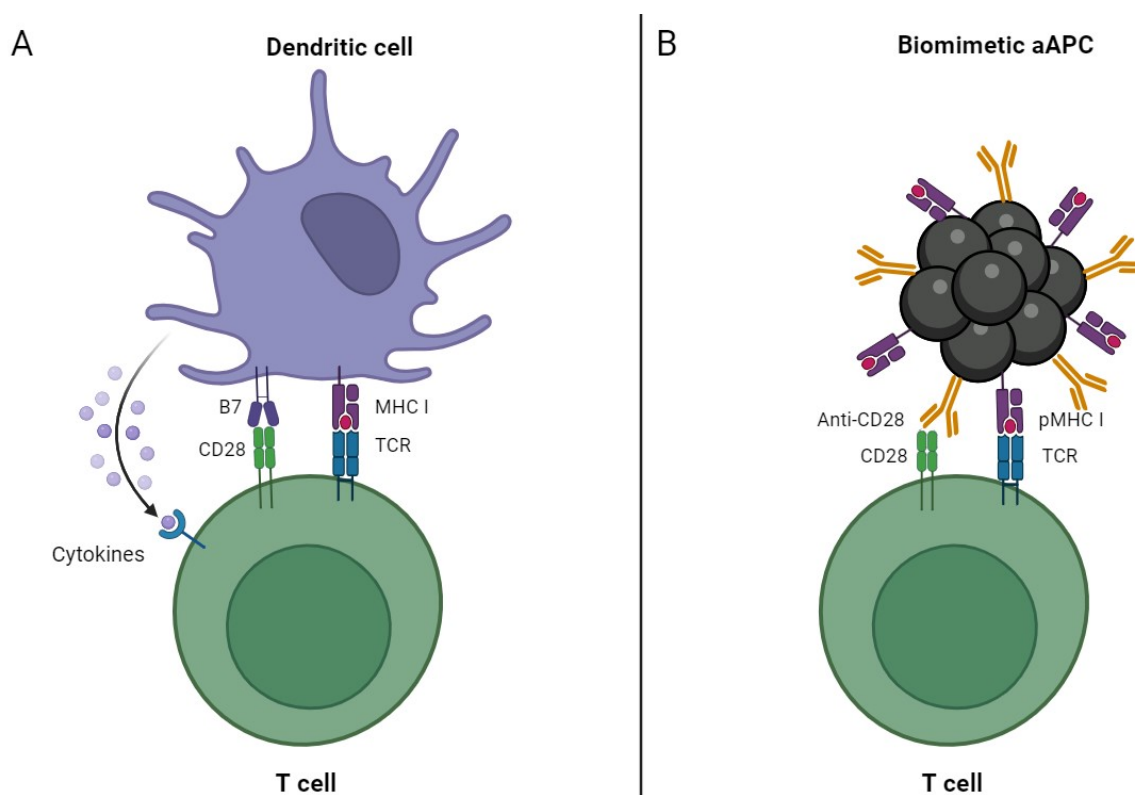 A
Dendritic cell
B7
MHC I
CD28
TCR
Cytokines
T cell
B
Biomimetic aAPC
Anti-CD28
pMHC I
CD28
TCR
T cell